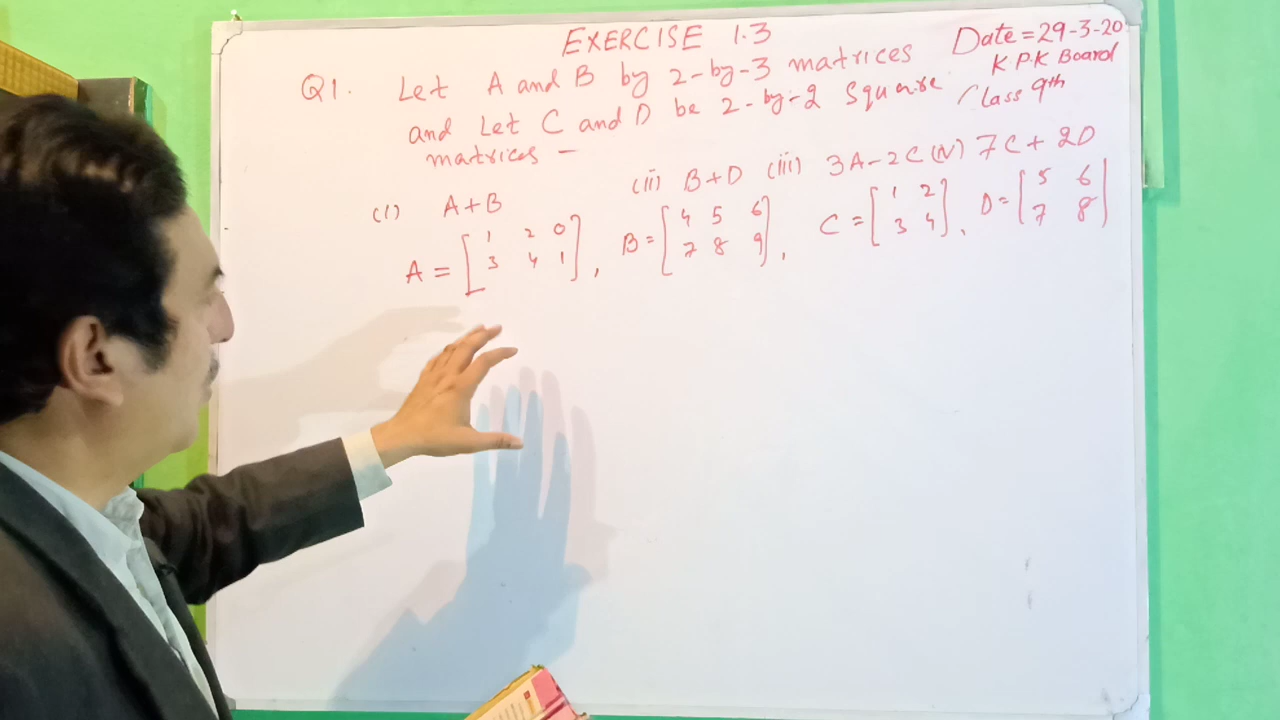 EXERCISE 1.3
Date = 29-3-20
K P.K Board
Class 9th
Q1. Let A and B by 2-by-3 matrices
and Let C and D be 2-by-2 Square
matrices -
(i) A+B (ii) B+D (iii) 3A-2C (iv) 7C+2D
A = [1 2 0
3 4 1], B = [4 5 6
7 8 9], C = [1 2
3 4], D = [5 6
7 8]